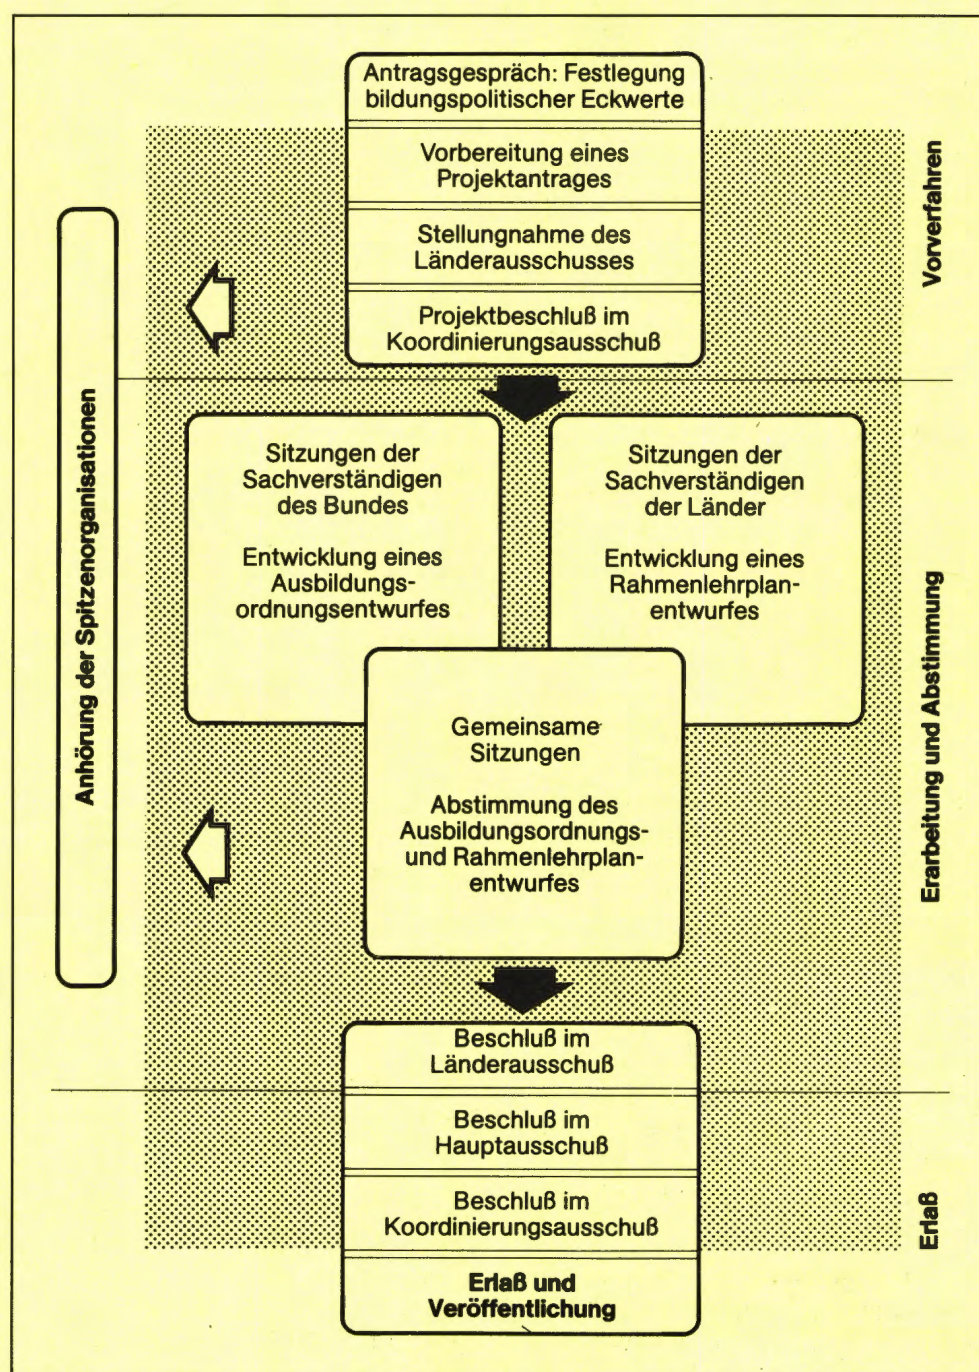 Antragsgespräch: Festlegung
bildungspolitischer Eckwerte
Vorbereitung eines
Projektantrages
Stellungnahme des
Länderausschusses
Projektbeschluß im
Koordinierungsausschuß
Vorverfahren
Anhörung der Spitzenorganisationen
Sitzungen der
Sachverständigen
des Bundes
Entwicklung eines
Ausbildungs-
ordnungsentwurfes
Sitzungen der
Sachverständigen
der Länder
Entwicklung eines
Rahmenlehrplan-
entwurfes
Gemeinsame
Sitzungen
Abstimmung des
Ausbildungsordnungs-
und Rahmenlehrplan-
entwurfes
Erarbeitung und Abstimmung
Beschluß im
Länderausschuß
Beschluß im
Hauptausschuß
Beschluß im
Koordinierungsausschuß
Erlaß und
Veröffentlichung
Erlaß